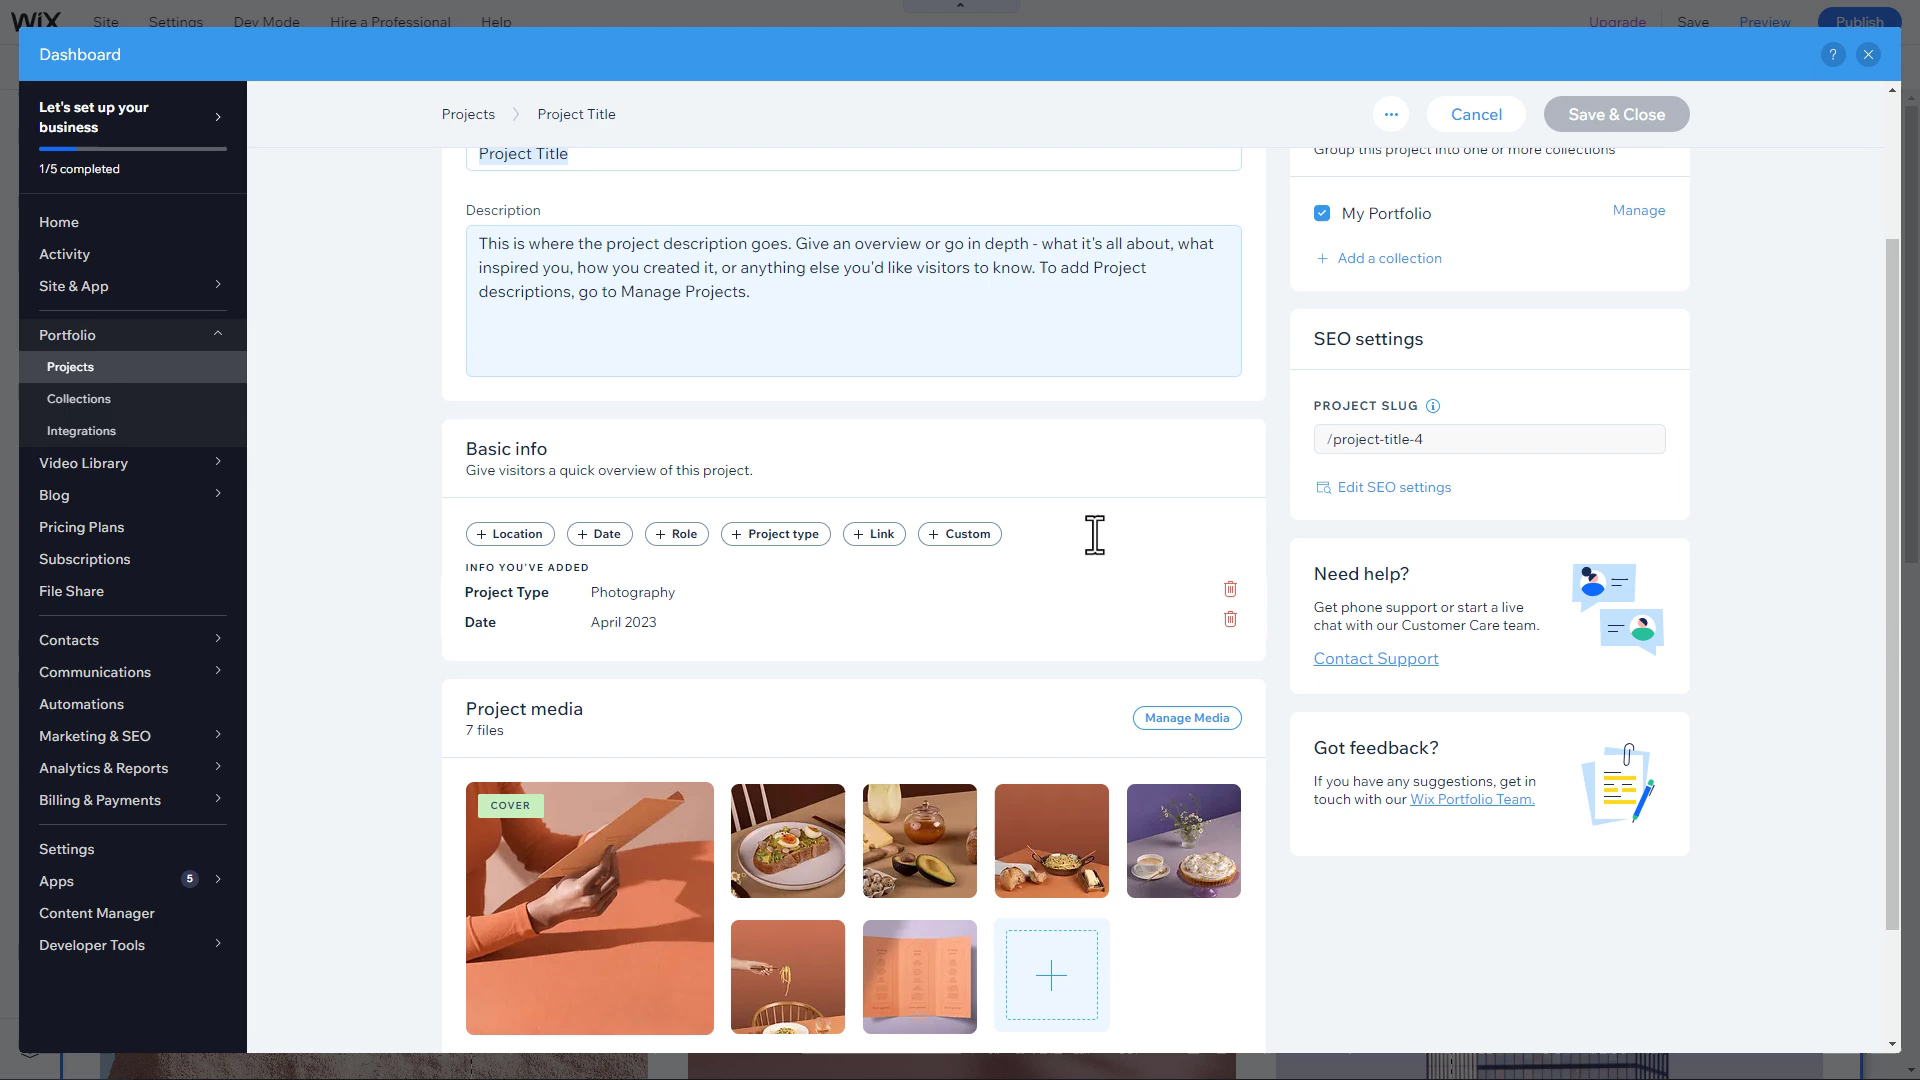 WIX Site Settings Dev Mode Hire a Professional Help Upgrade Save Preview Publish
Dashboard
?
Let's set up your
business
1/5 completed
Home
Activity
Site & App
Portfolio
Projects
Collections
Integrations
Video Library
Blog
Pricing Plans
Subscriptions
File Share
Contacts
Communications
Automations
Marketing & SEO
Analytics & Reports
Billing & Payments
Settings
Apps 5
Content Manager
Developer Tools
Projects Project Title
Cancel Save & Close
Project Title
Description
This is where the project description goes. Give an overview or go in depth - what it's all about, what
inspired you, how you created it, or anything else you'd like visitors to know. To add Project
descriptions, go to Manage Projects.
Basic info
Give visitors a quick overview of this project.
+ Location + Date + Role + Project type + Link + Custom
INFO YOU'VE ADDED
Project Type Photography
Date April 2023
Project media
7 files
Manage Media
COVER
Group this project into one or more collections
My Portfolio Manage
+ Add a collection
SEO settings
PROJECT SLUG
/project-title-4
Edit SEO settings
Need help?
Get phone support or start a live
chat with our Customer Care team.
Contact Support
Got feedback?
If you have any suggestions, get in
touch with our Wix Portfolio Team.